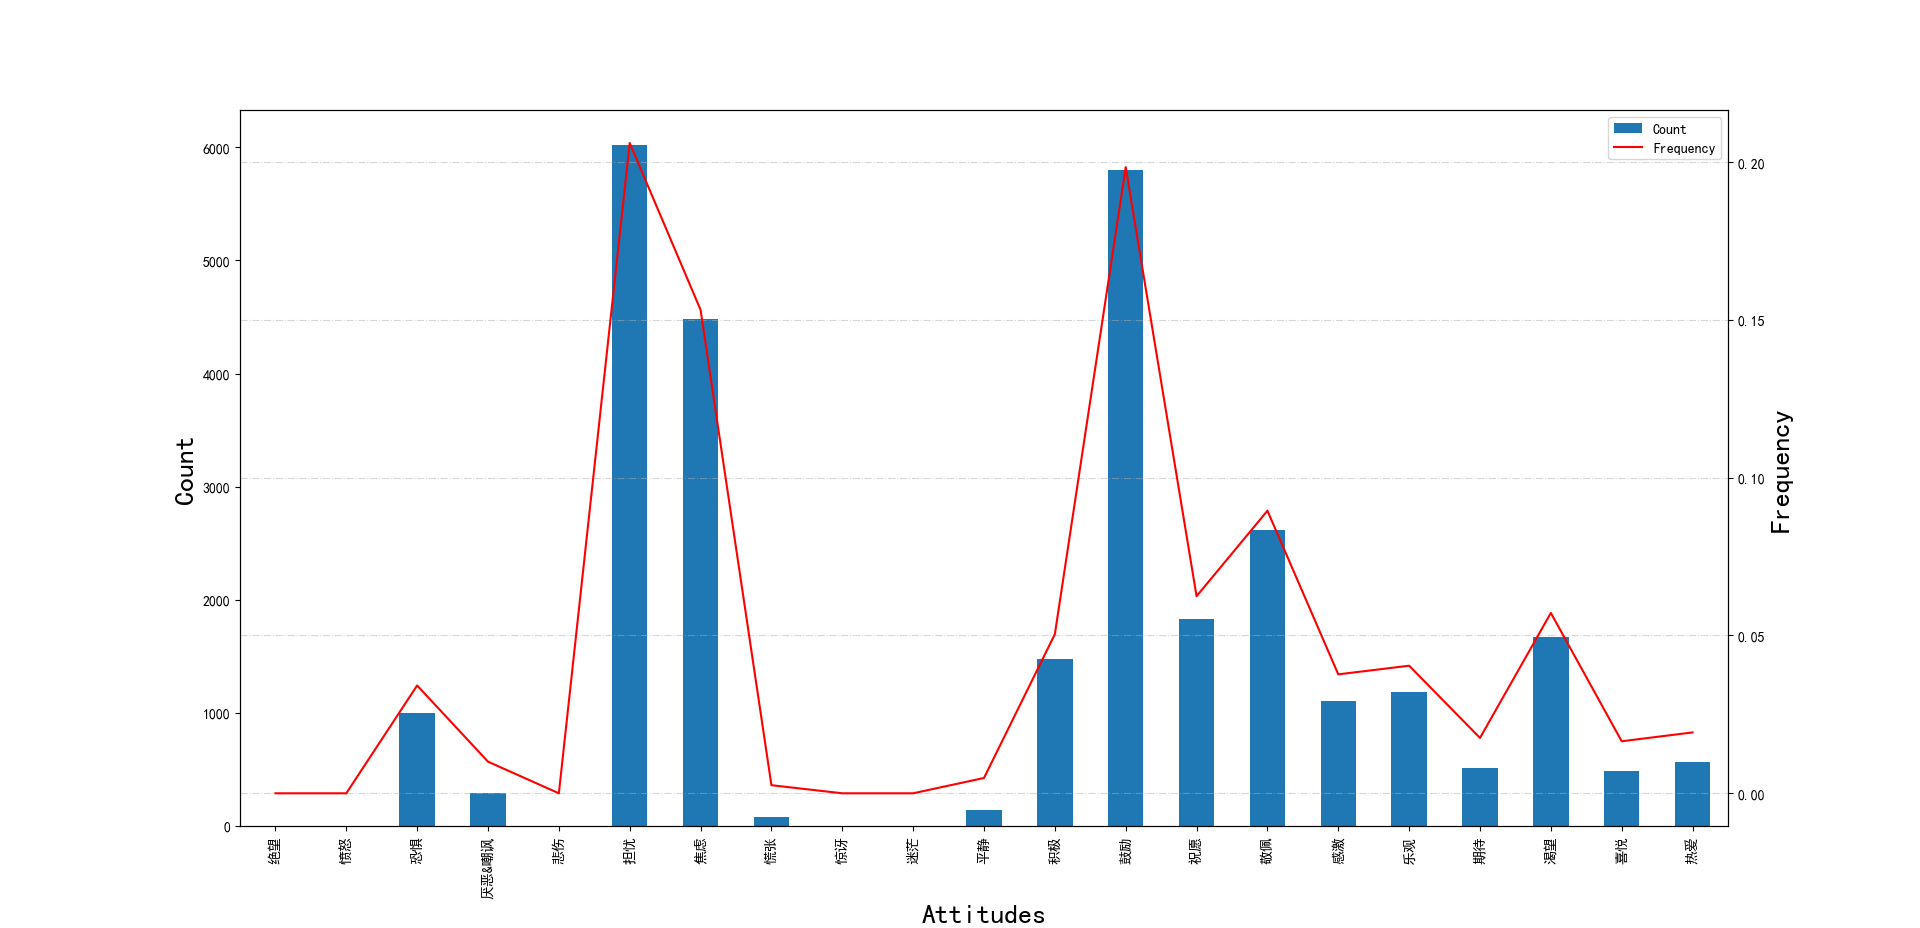 Count
Frequency
6000
5000
4000
3000
2000
1000
0
Count
0.20
0.15
0.10
0.05
0.00
Frequency
绝望
愤怒
恐惧
厌恶&嘲讽
悲伤
担忧
焦虑
慌张
惊讶
迷茫
平静
积极
鼓励
祝愿
敬佩
感激
乐观
期待
渴望
喜悦
热爱
Attitudes